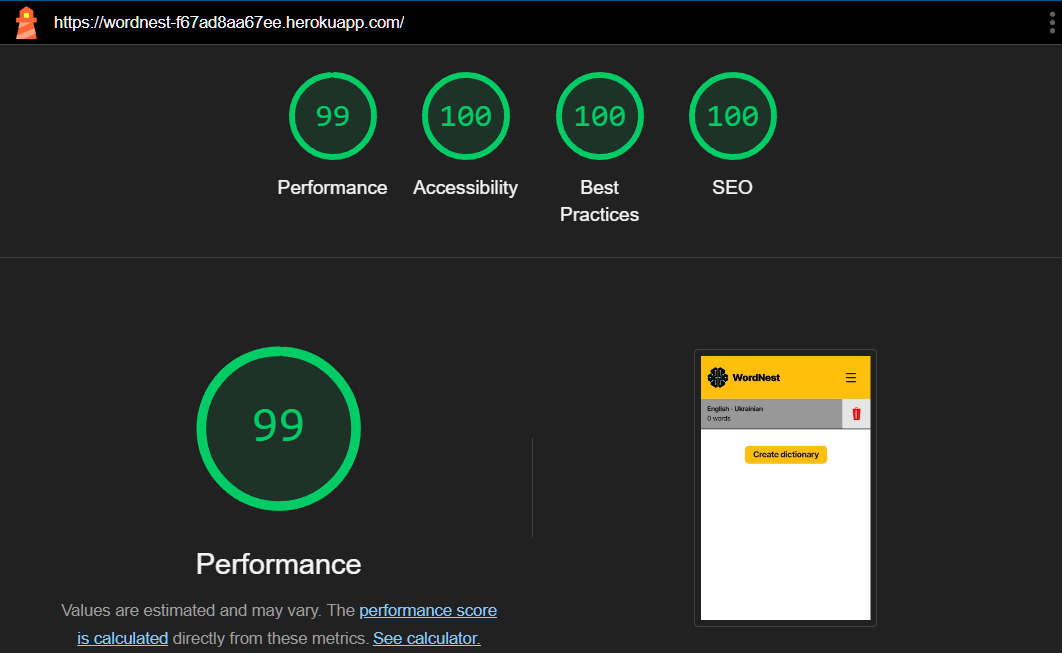 https://wordnest-f67ad8aa67ee.herokuapp.com/
99
100
100
100
Performance
Accessibility
Best
Practices
SEO
99
Performance
Values are estimated and may vary. The performance score
is calculated directly from these metrics. See calculator.
WordNest
English - Ukrainian
0 words
Create dictionary